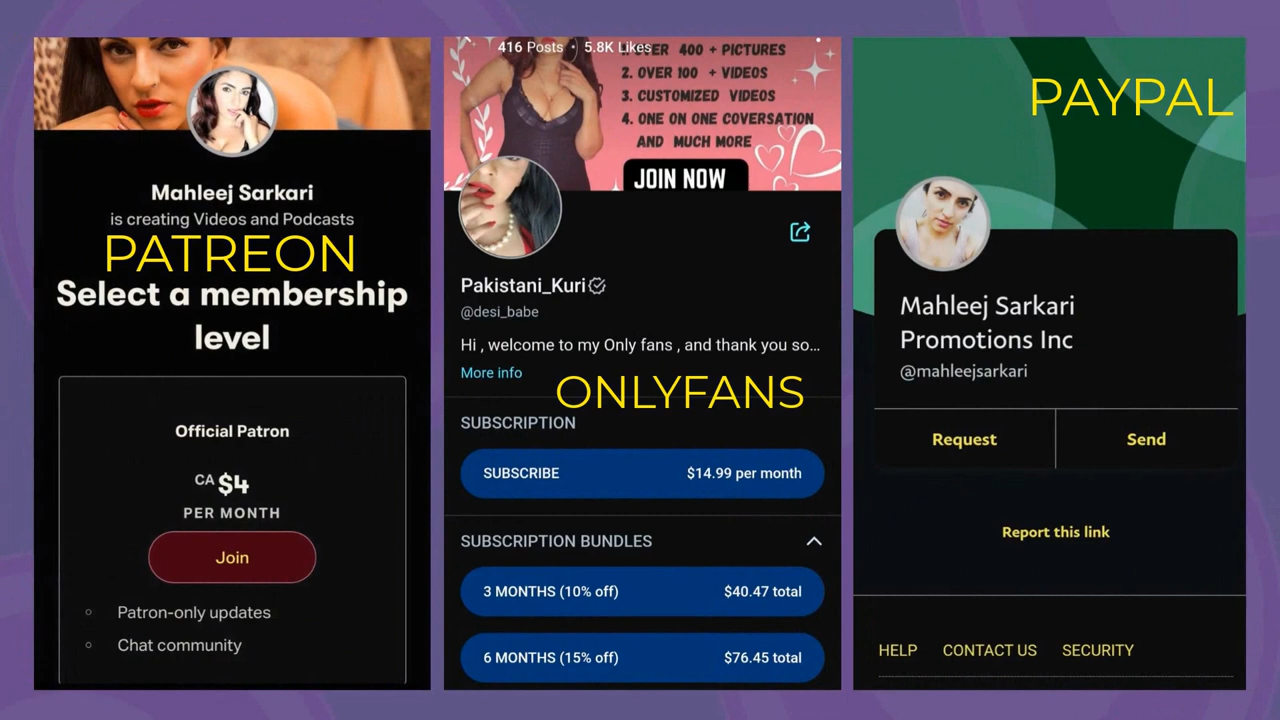 Mahleej Sarkari
is creating Videos and Podcasts
PATREON
Select a membership
level
Official Patron
CA $4
PER MONTH
Join
Patron-only updates
Chat community
416 Posts • 5.8K Likes
1. OVER 400 + PICTURES
2. OVER 100 + VIDEOS
3. CUSTOMIZED VIDEOS
4. ONE ON ONE COVERSATION
AND MUCH MORE
JOIN NOW
Pakistani_Kuri
@desi_babe
Hi , welcome to my Only fans , and thank you so...
More info
ONLYFANS
SUBSCRIPTION
SUBSCRIBE $14.99 per month
SUBSCRIPTION BUNDLES
3 MONTHS (10% off) $40.47 total
6 MONTHS (15% off) $76.45 total
PAYPAL
Mahleej Sarkari
Promotions Inc
@mahleejsarkari
Request Send
Report this link
HELP CONTACT US SECURITY